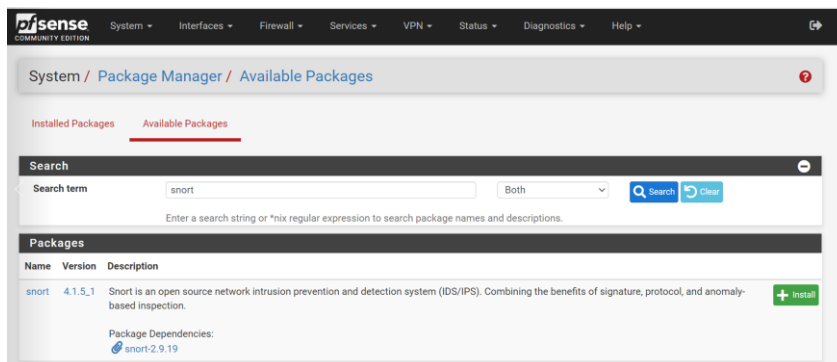 pfsense
COMMUNITY EDITION
System Interfaces Firewall Services VPN Status Diagnostics Help
System / Package Manager / Available Packages
Installed Packages Available Packages
Search
Search term snort Both Search Clear
Enter a search string or *nix regular expression to search package names and descriptions.
Packages
Name Version Description
snort 4.1.5_1 Snort is an open source network intrusion prevention and detection system (IDS/IPS). Combining the benefits of signature, protocol, and anomaly- Install
based inspection.
Package Dependencies:
snort-2.9.19